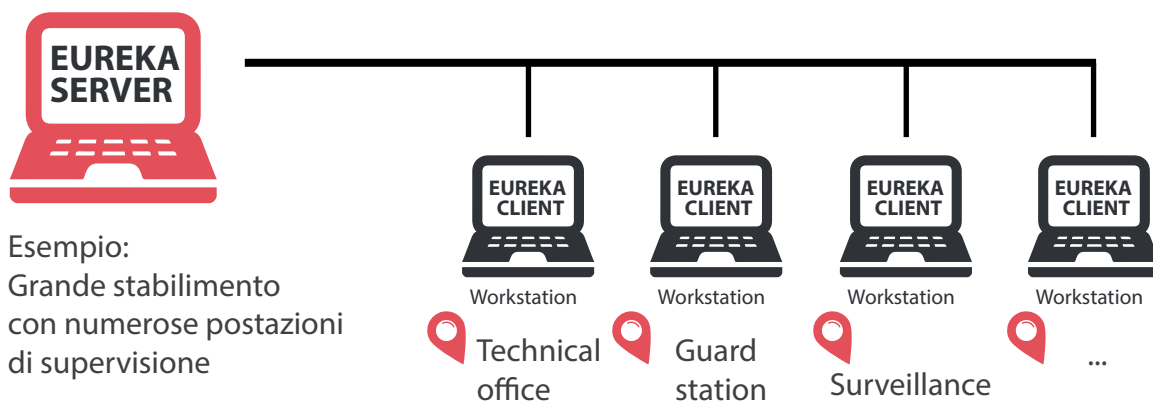 EUREKA
SERVER
EUREKA
CLIENT
EUREKA
CLIENT
EUREKA
CLIENT
EUREKA
CLIENT
Esempio:
Grande stabilimento
con numerose postazioni
di supervisione
Workstation
Workstation
Workstation
Workstation
Technical
office
Guard
station
Surveillance
...